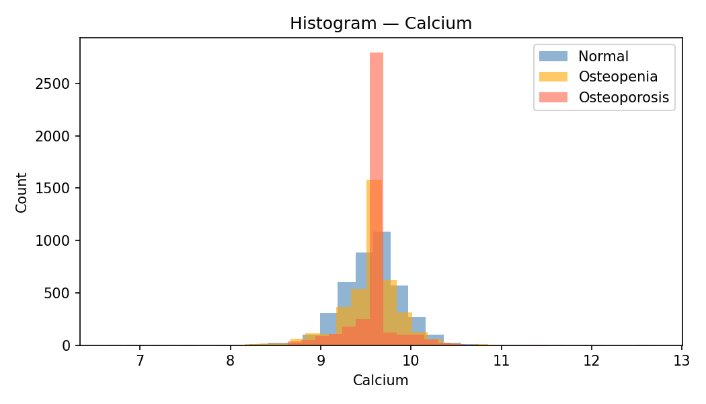 Histogram — Calcium
Normal
Osteopenia
Osteoporosis
Count
2500
2000
1500
1000
500
0
7 8 9 10 11 12 13
Calcium